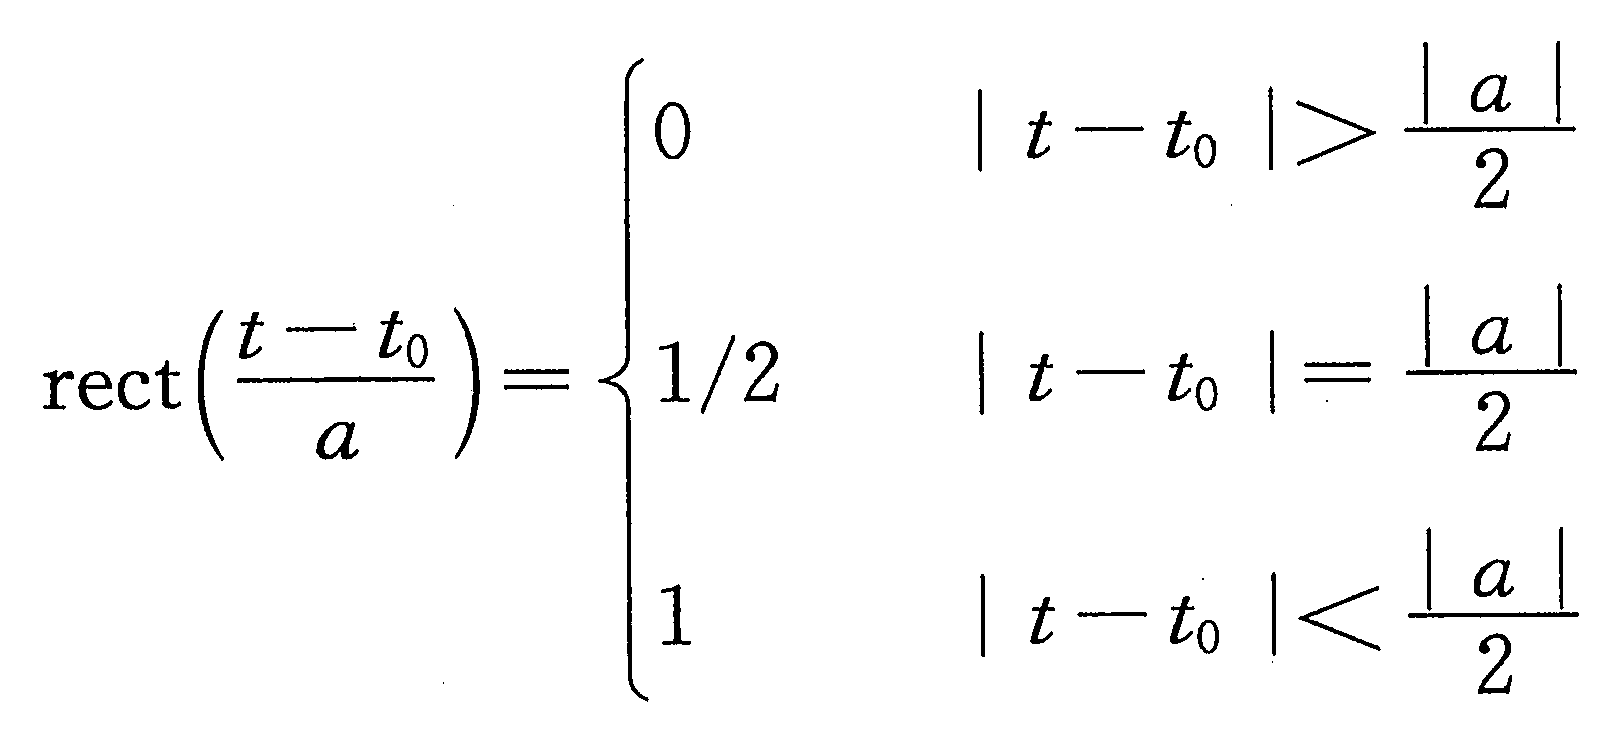 rect((t − t₀)/a) = {
0    | t − t₀ | > | a |/2
1/2    | t − t₀ | = | a |/2
1    | t − t₀ | < | a |/2